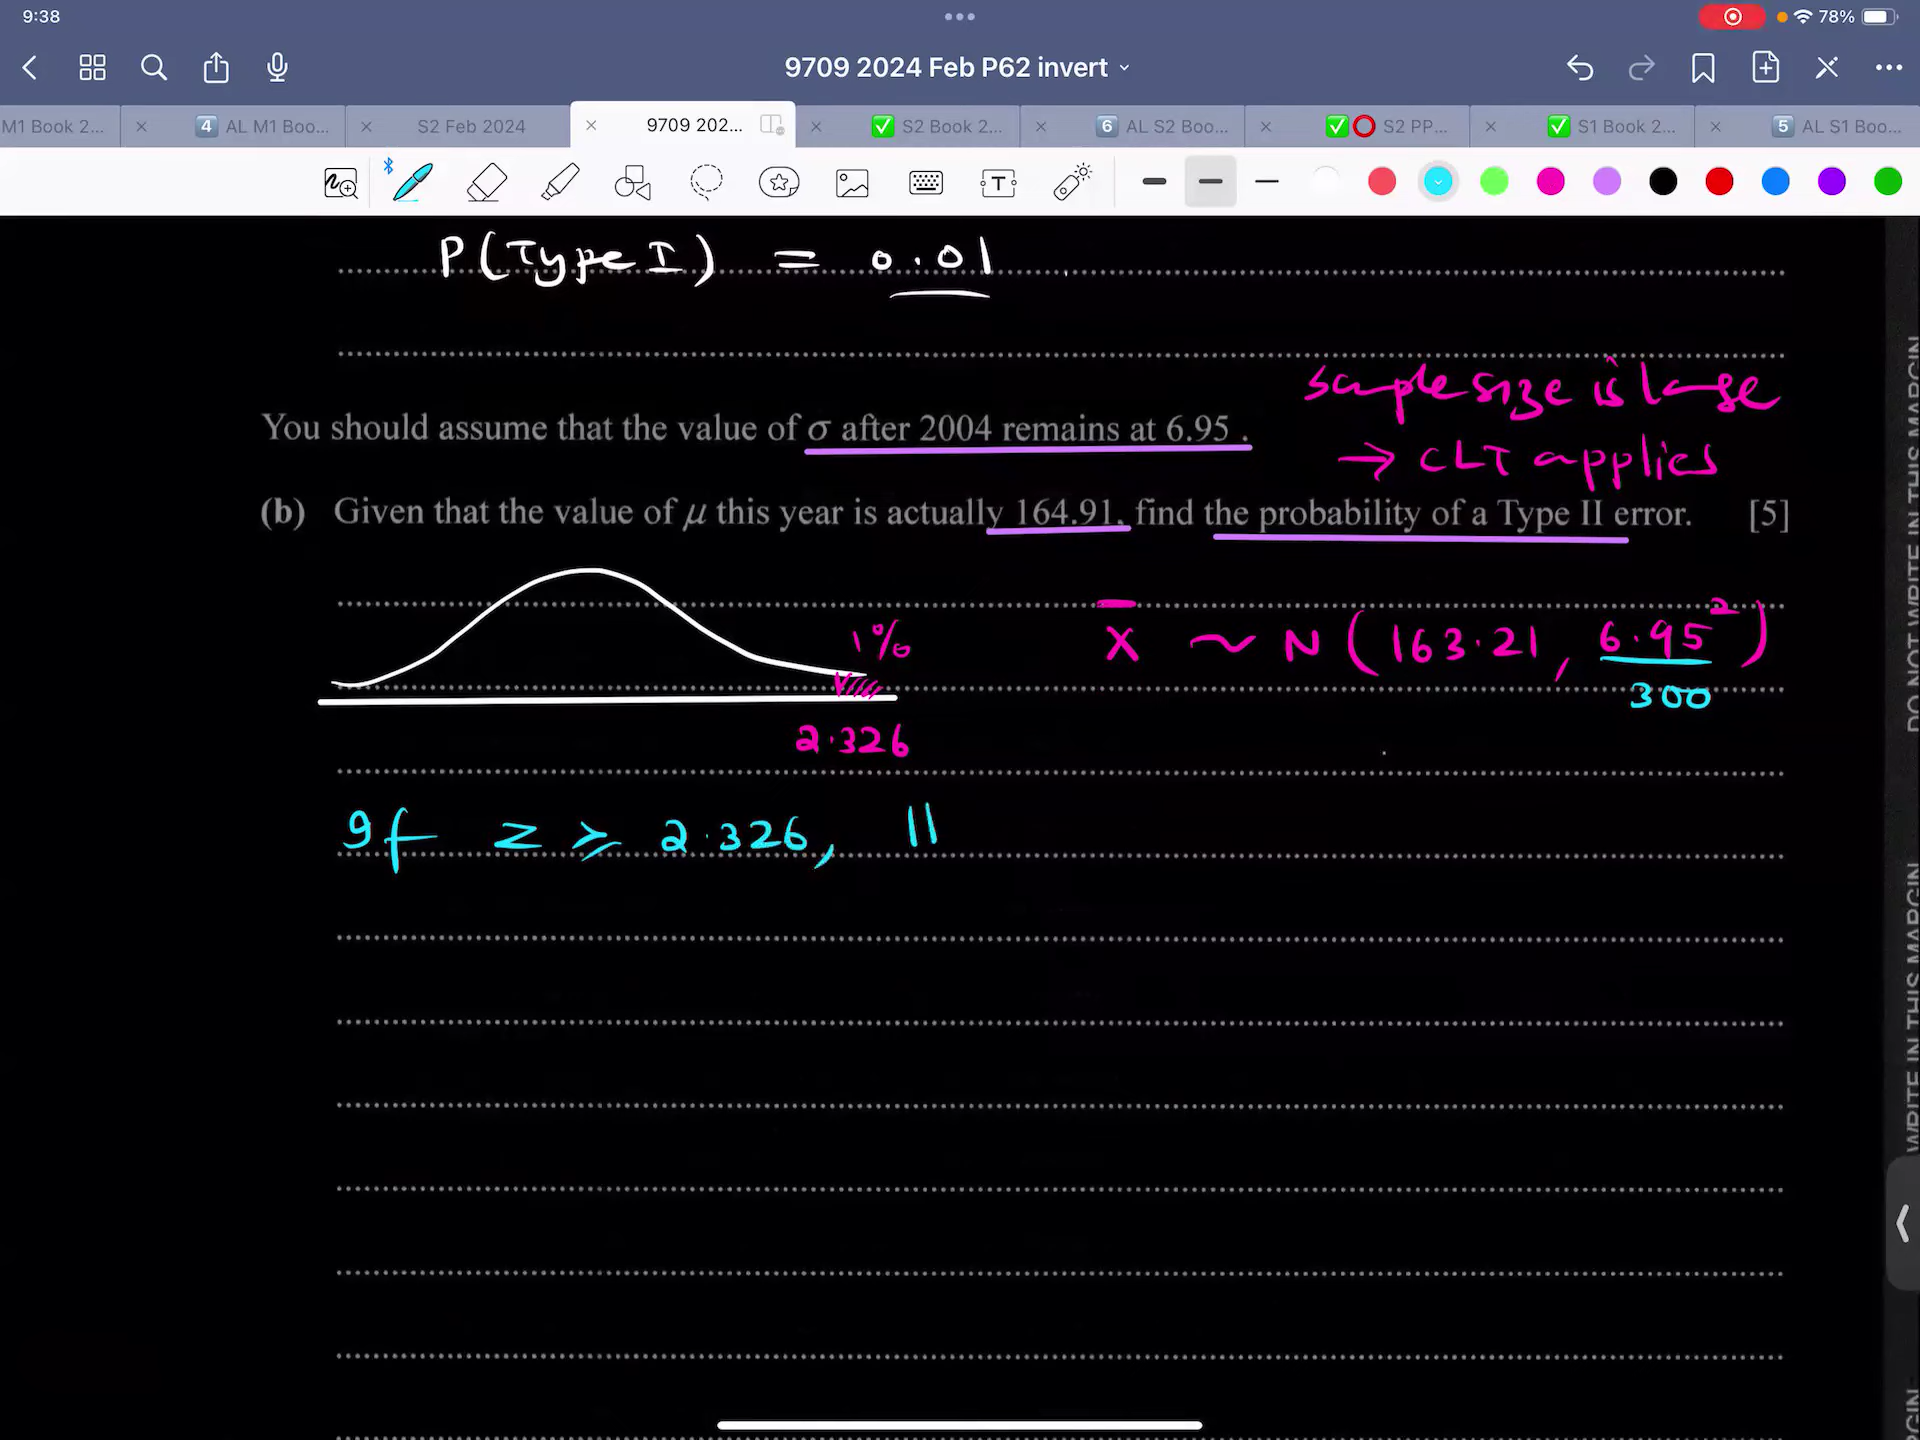 9:38
78%
9709 2024 Feb P62 invert
M1 Book 2...
4 AL M1 Boo...
S2 Feb 2024
9709 202...
S2 Book 2...
6 AL S2 Boo...
S2 PP...
S1 Book 2...
5 AL S1 Boo...
P(Type I) = 0.01
sample size is large
You should assume that the value of σ after 2004 remains at 6.95 .
→ CLT applies
(b) Given that the value of μ this year is actually 164.91, find the probability of a Type II error. [5]
1%
X̄ ~ N(163.21, 6.95²/300)
2.326
If z ≥ 2.326,
DO NOT WRITE IN THIS MARGIN
WRITE IN THIS MARGIN